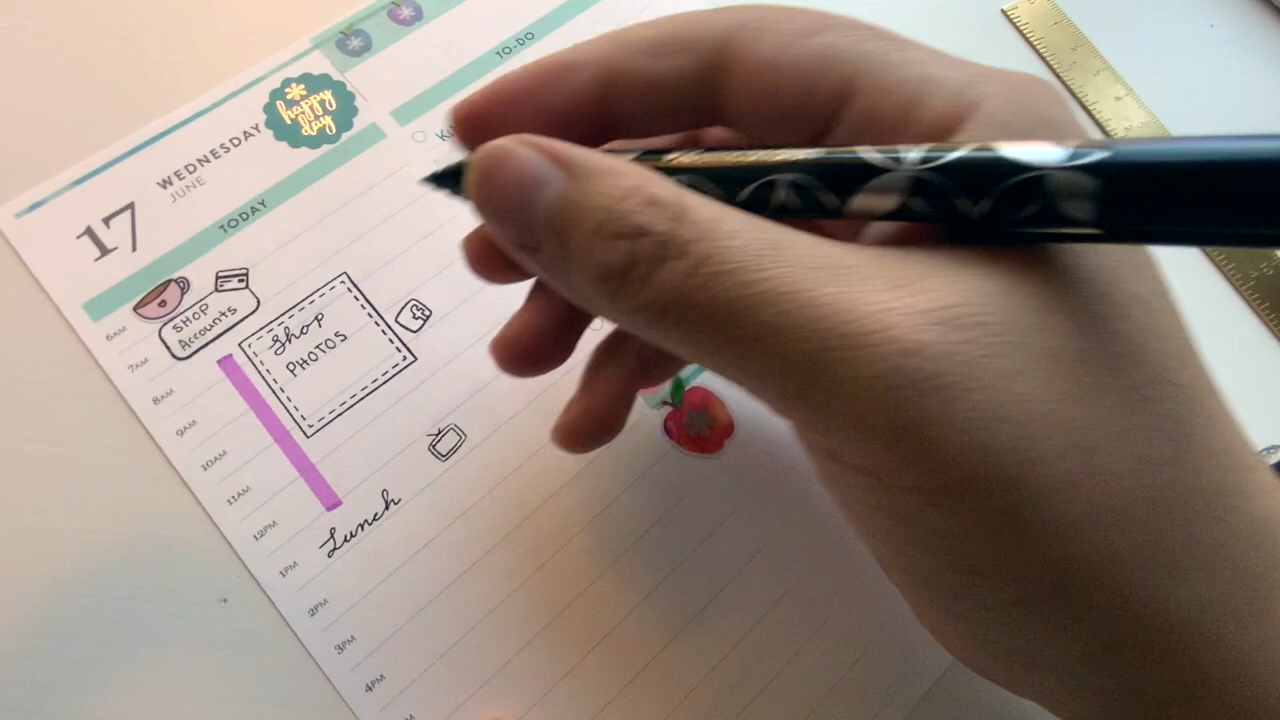 17
WEDNESDAY
JUNE
happy
day
TO-DO
TODAY
6AM
7AM
8AM
9AM
10AM
11AM
12PM
1PM
2PM
3PM
4PM
SHOP
Accounts
Shop
PHOTOS
Lunch